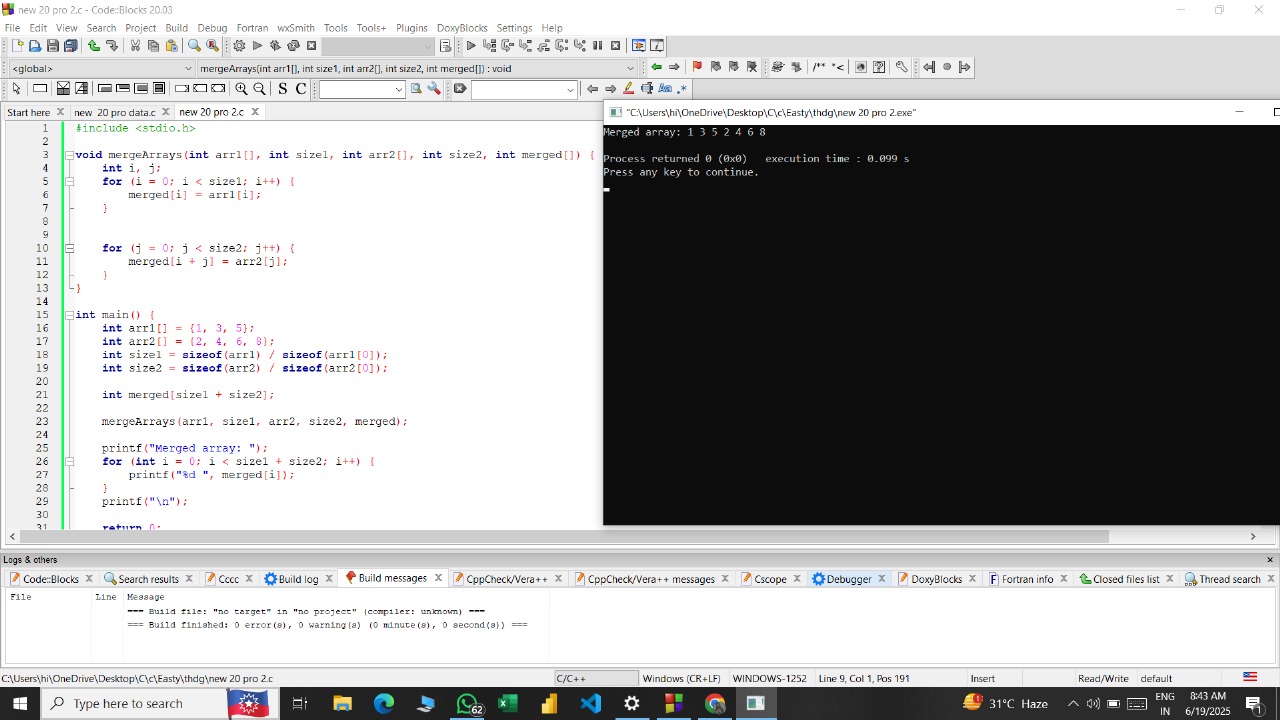 new 20 pro 2.c - Code::Blocks 20.03
File Edit View Search Project Build Debug Fortran wxSmith Tools Tools+ Plugins DoxyBlocks Settings Help
<global> mergeArrays(int arr1[], int size1, int arr2[], int size2, int merged[]) : void /** *<
S C Aa .*
Start here new 20 pro data.c new 20 pro 2.c
1 #include <stdio.h>
2
3 void mergeArrays(int arr1[], int size1, int arr2[], int size2, int merged[]) {
4 int i, j;
5 for (i = 0; i < size1; i++) {
6 merged[i] = arr1[i];
7 }
8
9
10 for (j = 0; j < size2; j++) {
11 merged[i + j] = arr2[j];
12 }
13 }
14
15 int main() {
16 int arr1[] = {1, 3, 5};
17 int arr2[] = {2, 4, 6, 8};
18 int size1 = sizeof(arr1) / sizeof(arr1[0]);
19 int size2 = sizeof(arr2) / sizeof(arr2[0]);
20
21 int merged[size1 + size2];
22
23 mergeArrays(arr1, size1, arr2, size2, merged);
24
25 printf("Merged array: ");
26 for (int i = 0; i < size1 + size2; i++) {
27 printf("%d ", merged[i]);
28 }
29 printf("\n");
30
31 return 0;
"C:\Users\hi\OneDrive\Desktop\C\c\Easty\thdg\new 20 pro 2.exe"
Merged array: 1 3 5 2 4 6 8
Process returned 0 (0x0) execution time : 0.099 s
Press any key to continue.
Logs & others
Code::Blocks Search results Cccc Build log Build messages CppCheck/Vera++ CppCheck/Vera++ messages Cscope Debugger DoxyBlocks Fortran info Closed files list Thread search
File Line Message
=== Build file: "no target" in "no project" (compiler: unknown) ===
=== Build finished: 0 error(s), 0 warning(s) (0 minute(s), 0 second(s)) ===
C:\Users\hi\OneDrive\Desktop\C\c\Easty\thdg\new 20 pro 2.c C/C++ Windows (CR+LF) WINDOWS-1252 Line 9, Col 1, Pos 191 Insert Read/Write default
Type here to search 62 31°C Haze ENG IN 8:43 AM 6/19/2025 1